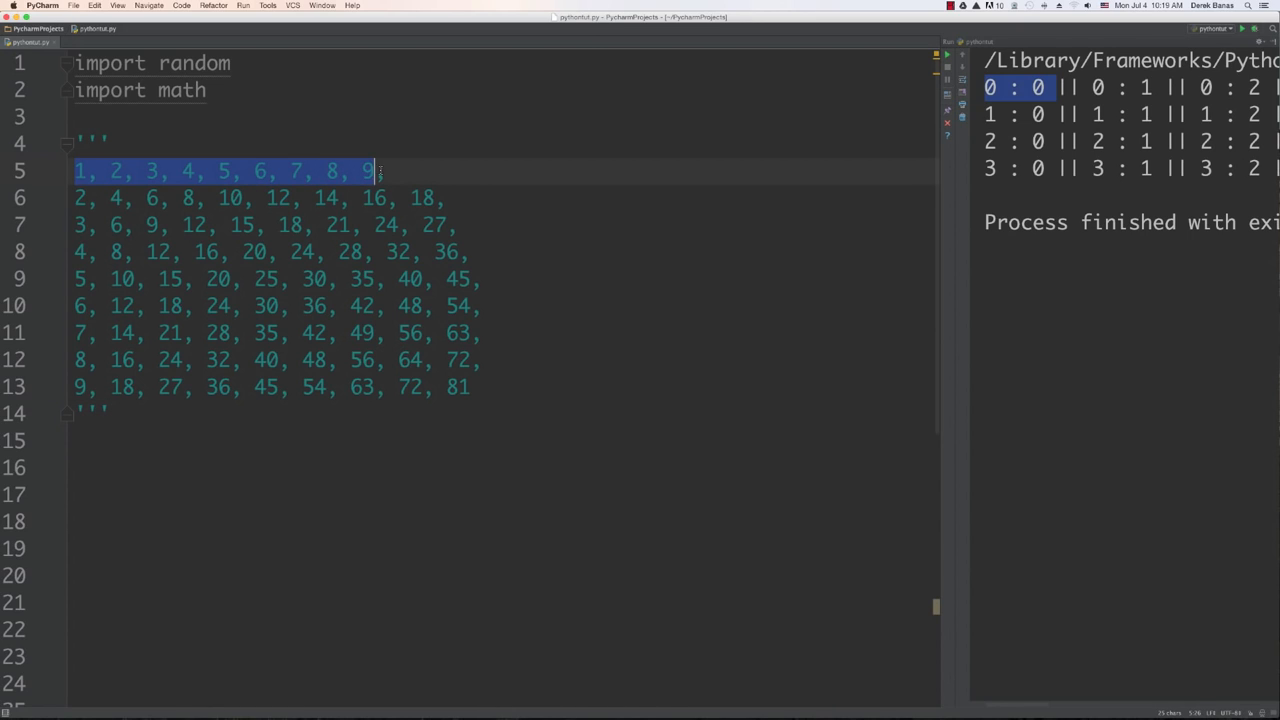 PyCharm File Edit View Navigate Code Refactor Run Tools VCS Window Help 10 Mon Jul 4 10:19 AM Derek Banas
pythontut.py - PycharmProjects - [~/PycharmProjects]
PycharmProjects pythontut.py pythontut
pythontut.py
Run pythontut
1 import random
2 import math
3
4 '''
5 1, 2, 3, 4, 5, 6, 7, 8, 9,
6 2, 4, 6, 8, 10, 12, 14, 16, 18,
7 3, 6, 9, 12, 15, 18, 21, 24, 27,
8 4, 8, 12, 16, 20, 24, 28, 32, 36,
9 5, 10, 15, 20, 25, 30, 35, 40, 45,
10 6, 12, 18, 24, 30, 36, 42, 48, 54,
11 7, 14, 21, 28, 35, 42, 49, 56, 63,
12 8, 16, 24, 32, 40, 48, 56, 64, 72,
13 9, 18, 27, 36, 45, 54, 63, 72, 81
14 '''
15
16
17
18
19
20
21
22
23
24
/Library/Frameworks/Pytho
0 : 0 || 0 : 1 || 0 : 2 |
1 : 0 || 1 : 1 || 1 : 2 |
2 : 0 || 2 : 1 || 2 : 2 |
3 : 0 || 3 : 1 || 3 : 2 |
Process finished with exi
25 chars 5:26 LF‡ UTF-8‡